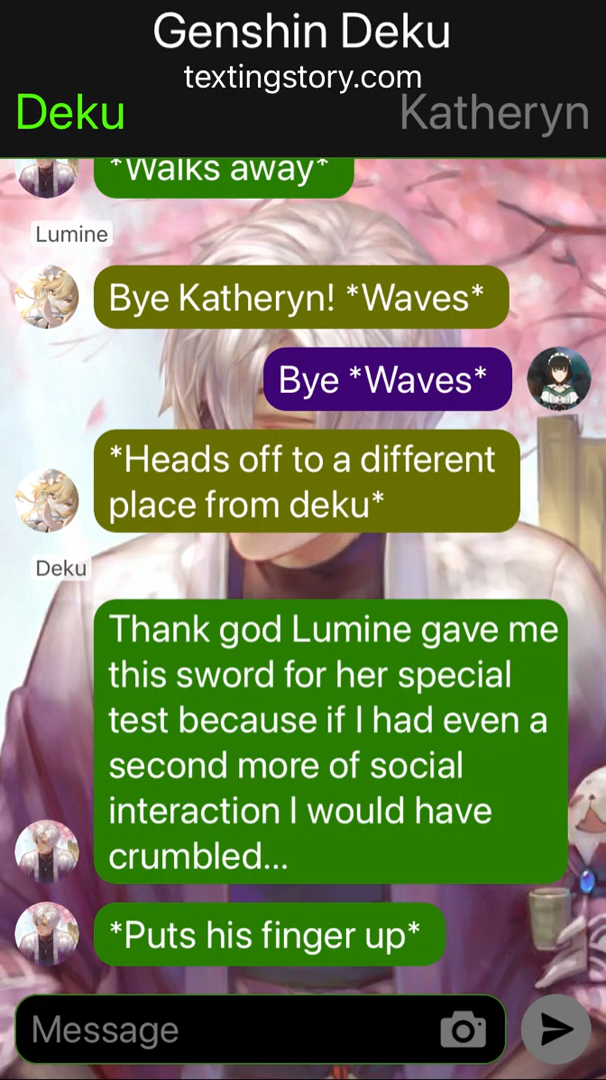 Genshin Deku
textingstory.com
Deku
Katheryn
*Walks away*
Lumine
Bye Katheryn! *Waves*
Bye *Waves*
*Heads off to a different
place from deku*
Deku
Thank god Lumine gave me
this sword for her special
test because if I had even a
second more of social
interaction I would have
crumbled...
*Puts his finger up*
Message